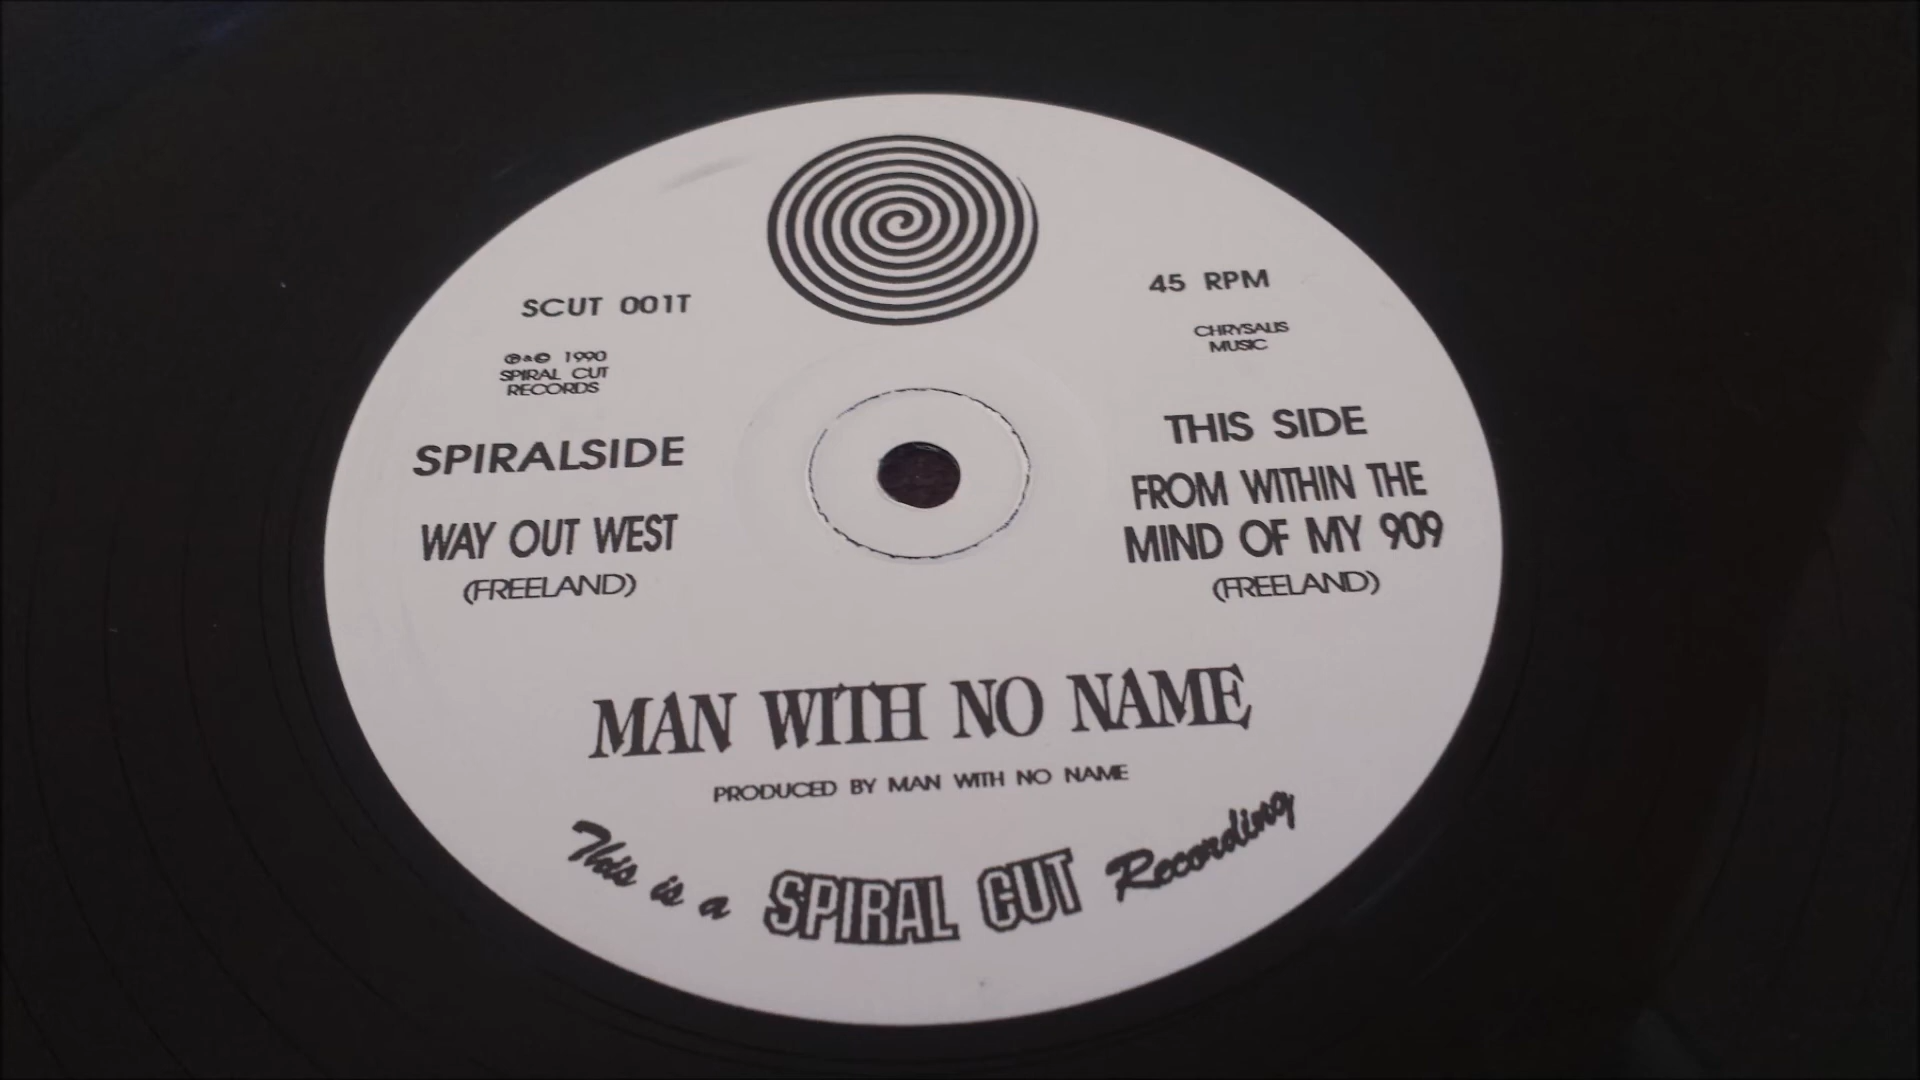 SCUT 001T
℗&© 1990
SPIRAL CUT
RECORDS
SPIRALSIDE
WAY OUT WEST
(FREELAND)
45 RPM
CHRYSALIS
MUSIC
THIS SIDE
FROM WITHIN THE
MIND OF MY 909
(FREELAND)
MAN WITH NO NAME
PRODUCED BY MAN WITH NO NAME
This is a SPIRAL CUT Recording